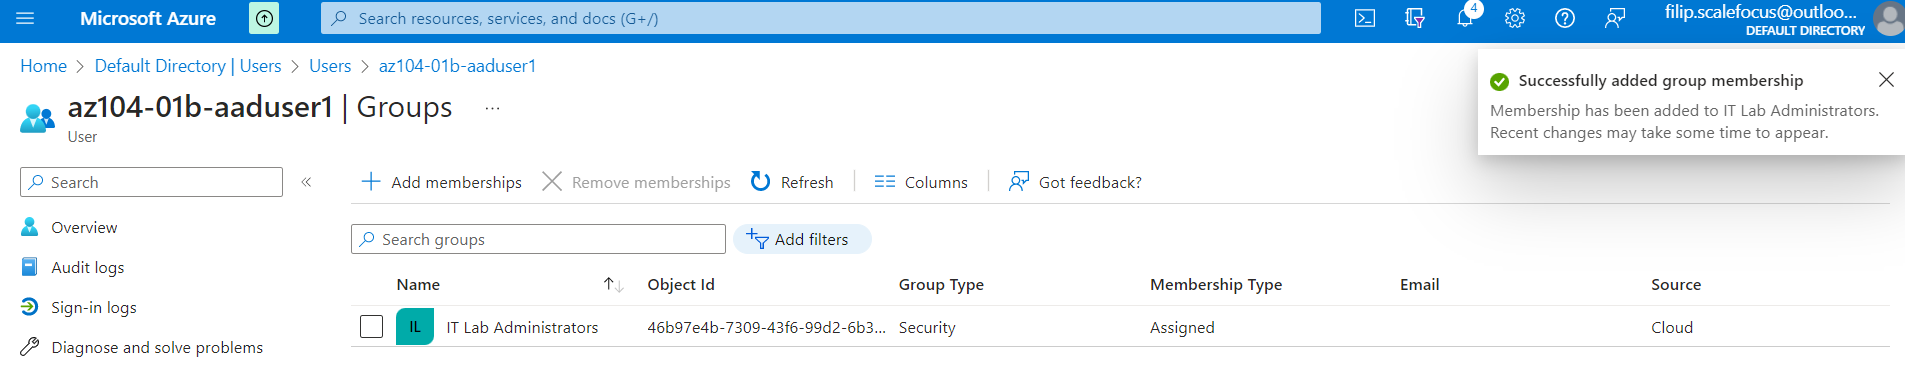 Microsoft Azure
Search resources, services, and docs (G+/)
4
filip.scalefocus@outloo...
DEFAULT DIRECTORY
Home > Default Directory | Users > Users > az104-01b-aaduser1
Successfully added group membership
Membership has been added to IT Lab Administrators.
Recent changes may take some time to appear.
az104-01b-aaduser1 | Groups ...
User
Search
«
Add memberships
Remove memberships
Refresh
Columns
Got feedback?
Overview
Audit logs
Sign-in logs
Diagnose and solve problems
Search groups
Add filters
Name ↑↓ Object Id Group Type Membership Type Email Source
IL IT Lab Administrators 46b97e4b-7309-43f6-99d2-6b3... Security Assigned Cloud